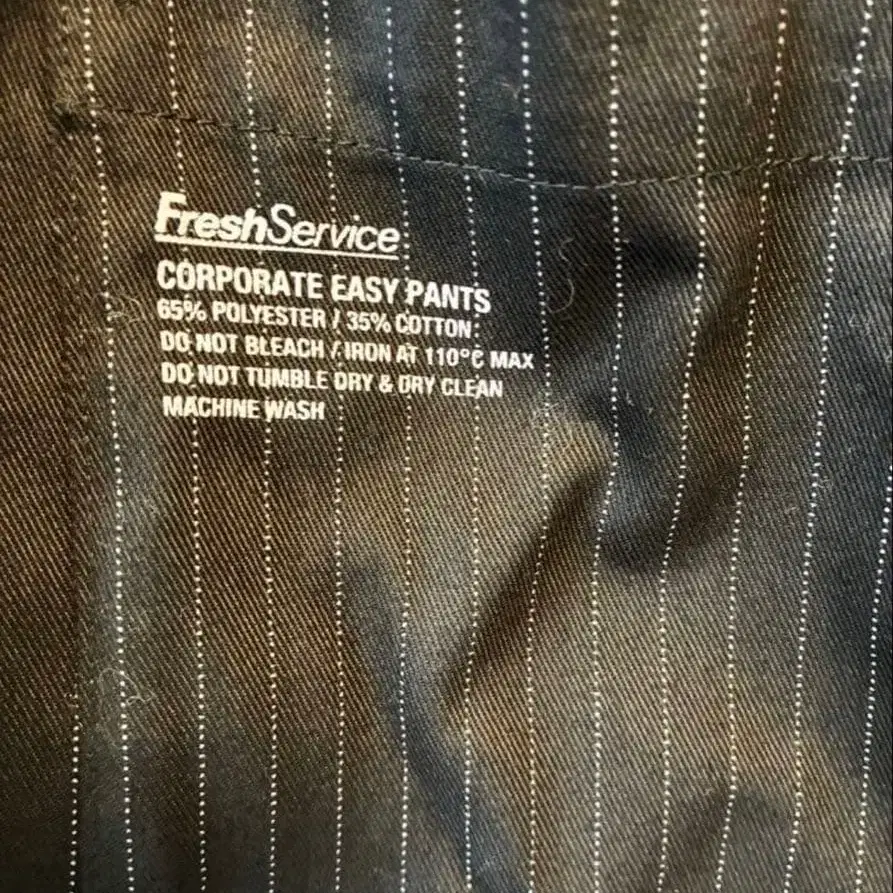 FreshService
CORPORATE EASY PANTS
65% POLYESTER / 35% COTTON
DO NOT BLEACH / IRON AT 110°C MAX
DO NOT TUMBLE DRY & DRY CLEAN
MACHINE WASH